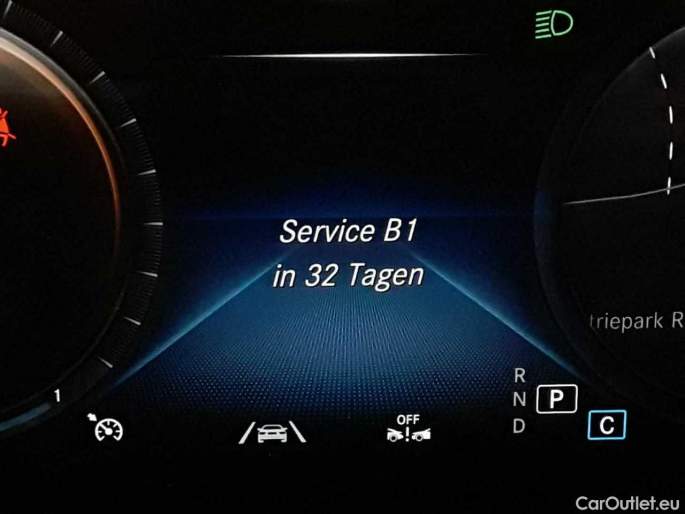 Service B1
in 32 Tagen
triepark R
1
OFF
R
N
P
D
C
CarOutlet.eu